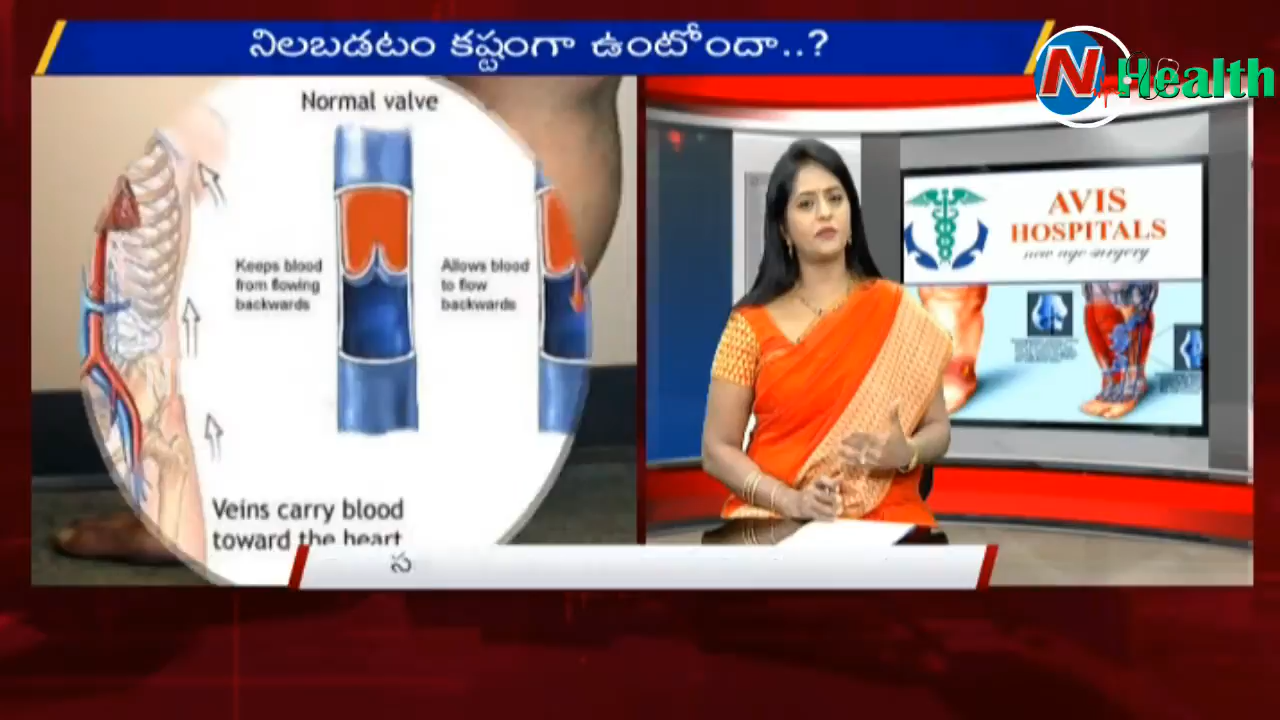 నిలబడటం కష్టంగా ఉంటోందా..?
N Health
Normal valve
Keeps blood
from flowing
backwards
Allows blood
to flow
backwards
Veins carry blood
toward the heart
AVIS
HOSPITALS
new age surgery
స